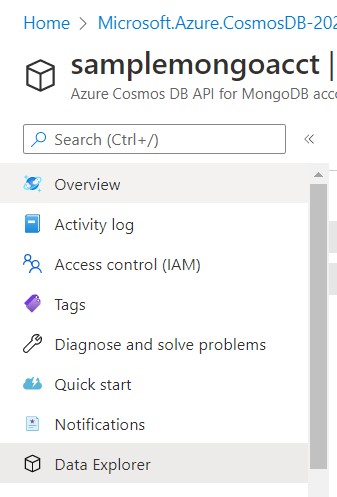 Home > Microsoft.Azure.CosmosDB-202
samplemongoacct |
Azure Cosmos DB API for MongoDB acc
Search (Ctrl+/) «
Overview
Activity log
Access control (IAM)
Tags
Diagnose and solve problems
Quick start
Notifications
Data Explorer